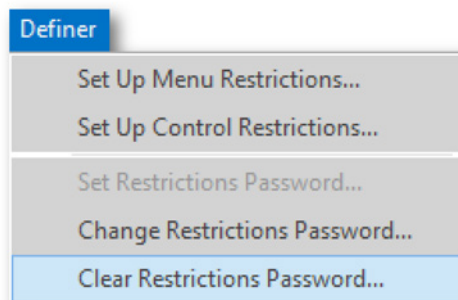 Definer
Set Up Menu Restrictions...
Set Up Control Restrictions...
Set Restrictions Password...
Change Restrictions Password...
Clear Restrictions Password...